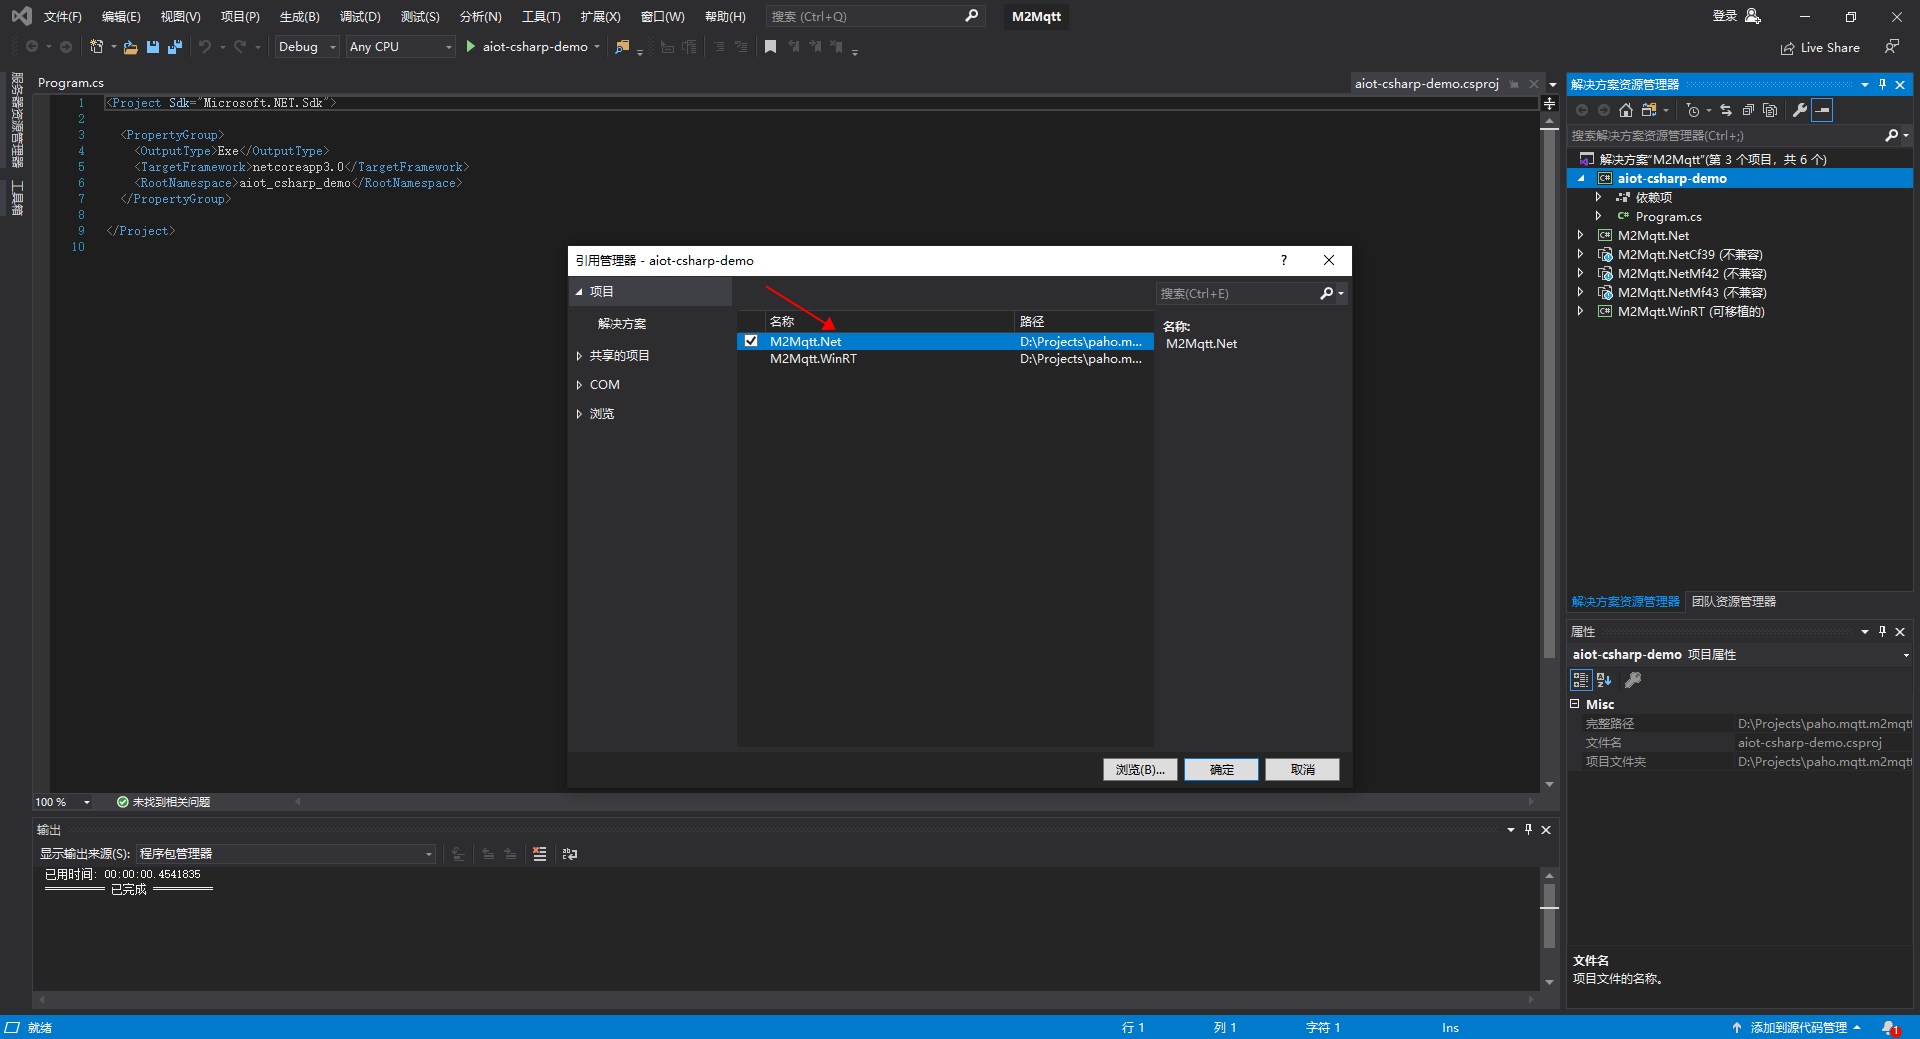 文件(F) 编辑(E) 视图(V) 项目(P) 生成(B) 调试(D) 测试(S) 分析(N) 工具(T) 扩展(X) 窗口(W) 帮助(H) 搜索 (Ctrl+Q) M2Mqtt 登录
Debug Any CPU aiot-csharp-demo Live Share
服务器资源管理器
工具箱
Program.cs aiot-csharp-demo.csproj
1 <Project Sdk="Microsoft.NET.Sdk">
2
3 <PropertyGroup>
4 <OutputType>Exe</OutputType>
5 <TargetFramework>netcoreapp3.0</TargetFramework>
6 <RootNamespace>aiot_csharp_demo</RootNamespace>
7 </PropertyGroup>
8
9 </Project>
10
引用管理器 - aiot-csharp-demo ?
项目
解决方案
共享的项目
COM
浏览
名称 路径
M2Mqtt.Net D:\Projects\paho.m...
M2Mqtt.WinRT D:\Projects\paho.m...
搜索(Ctrl+E)
名称:
M2Mqtt.Net
浏览(B)... 确定 取消
100 % 未找到相关问题
输出
显示输出来源(S): 程序包管理器
已用时间: 00:00:00.4541835
========== 已完成 ==========
解决方案资源管理器
搜索解决方案资源管理器(Ctrl+;)
解决方案"M2Mqtt"(第 3 个项目，共 6 个)
C# aiot-csharp-demo
依赖项
C# Program.cs
C# M2Mqtt.Net
M2Mqtt.NetCf39 (不兼容)
M2Mqtt.NetMf42 (不兼容)
M2Mqtt.NetMf43 (不兼容)
C# M2Mqtt.WinRT (可移植的)
解决方案资源管理器 团队资源管理器
属性
aiot-csharp-demo 项目属性
Misc
完整路径 D:\Projects\paho.mqtt.m2mqtt
文件名 aiot-csharp-demo.csproj
项目文件夹 D:\Projects\paho.mqtt.m2mqtt
文件名
项目文件的名称。
就绪 行 1 列 1 字符 1 Ins 添加到源代码管理 1